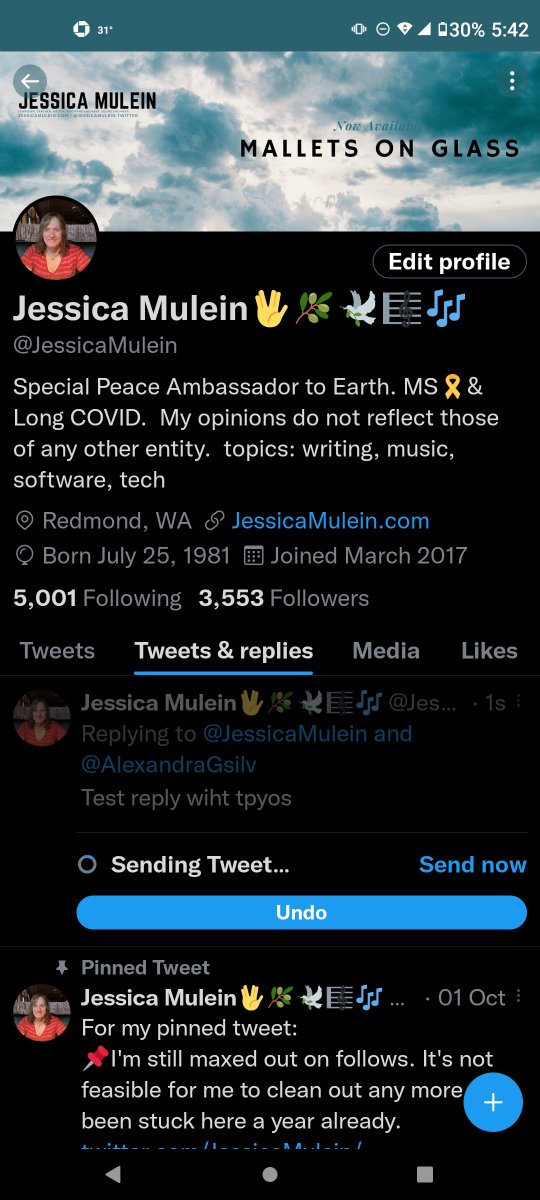 31°
30% 5:42
JESSICA MULEIN
JESSICAMULEIN.COM / @JESSICAMULEIN TWITTER
Now Available
MALLETS ON GLASS
Edit profile
Jessica Mulein🖖🌿🕊️🎼🎶
@JessicaMulein
Special Peace Ambassador to Earth. MS🎗️&
Long COVID.  My opinions do not reflect those
of any other entity.  topics: writing, music,
software, tech
Redmond, WA JessicaMulein.com
Born July 25, 1981 Joined March 2017
5,001 Following 3,553 Followers
Tweets Tweets & replies Media Likes
Jessica Mulein🖖🌿🕊️🎼🎶 @Jes... · 1s
Replying to @JessicaMulein and
@AlexandraGsilv
Test reply wiht tpyos
Sending Tweet... Send now
Undo
Pinned Tweet
Jessica Mulein🖖🌿🕊️🎼🎶 ... · 01 Oct
For my pinned tweet:
📌I'm still maxed out on follows. It's not
feasible for me to clean out any more
been stuck here a year already.
twitter.com/JessicaMulein/